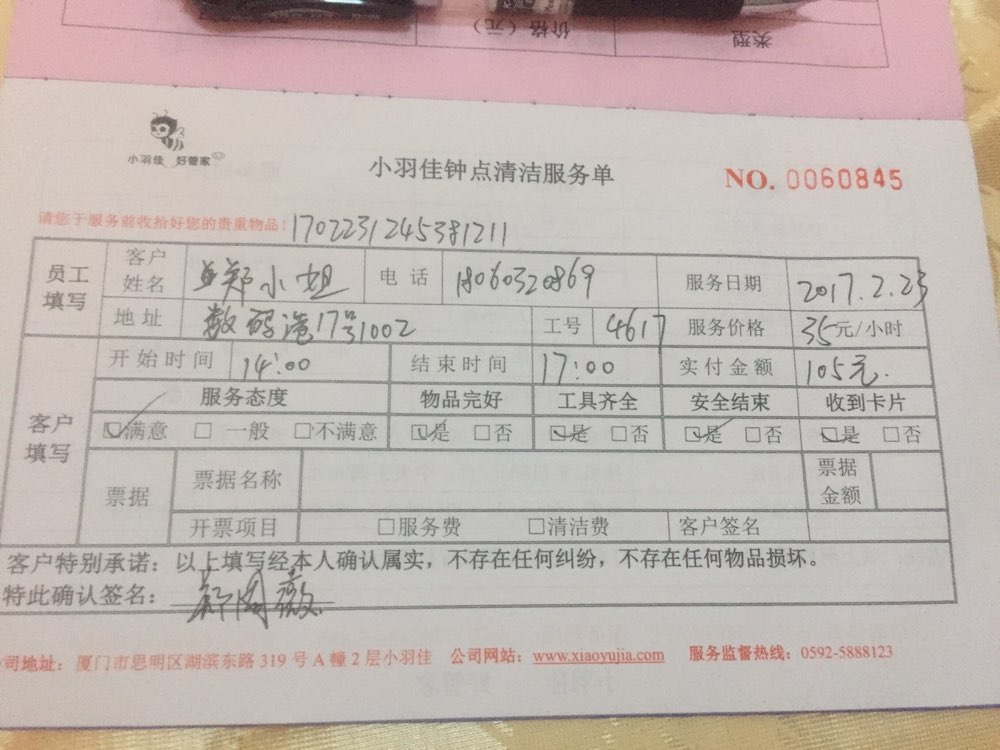 价格（元） 类型
小羽佳 好管家
小羽佳钟点清洁服务单 NO. 0060845
请您于服务前收拾好您的贵重物品！ 1702231245381211
员工填写 客户姓名 郑小姐 电话 18060320869 服务日期 2017.2.23
地址 数码港17号1002 工号 4617 服务价格 35元/小时
开始时间 14:00 结束时间 17:00 实付金额 105元.
客户填写 服务态度 物品完好 工具齐全 安全结束 收到卡片
☑满意 □一般 □不满意 ☑是 □否 ☑是 □否 ☑是 □否 ☑是 □否
票据 票据名称 票据金额
开票项目 □服务费 □清洁费 客户签名
客户特别承诺：以上填写经本人确认属实，不存在任何纠纷，不存在任何物品损坏。
特此确认签名：
司地址：厦门市思明区湖滨东路 319 号 A 幢 2 层小羽佳 公司网站：www.xiaoyujia.com 服务监督热线：0592-5888123